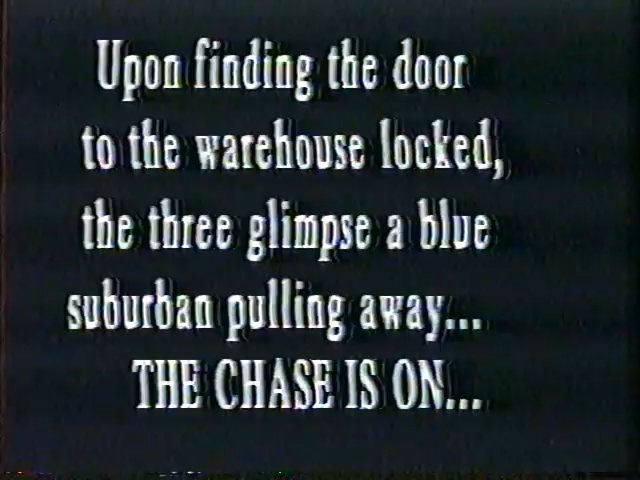 Upon finding the door
to the warehouse locked,
the three glimpse a blue
suburban pulling away...
THE CHASE IS ON...